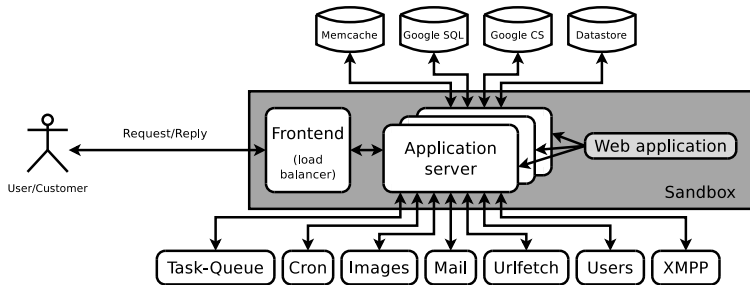 Memcache
Google SQL
Google CS
Datastore
Request/Reply
User/Customer
Frontend
(load
balancer)
Application
server
Web application
Sandbox
Task-Queue
Cron
Images
Mail
Urlfetch
Users
XMPP